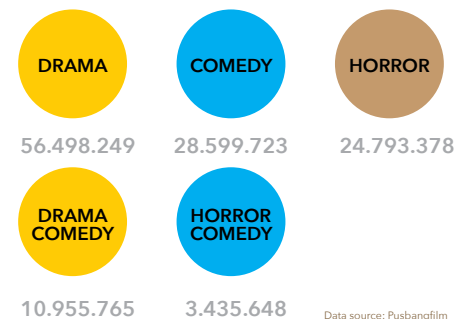 DRAMA
COMEDY
HORROR
56.498.249
28.599.723
24.793.378
DRAMA
COMEDY
HORROR
COMEDY
10.955.765
3.435.648
Data source: Pusbangfilm